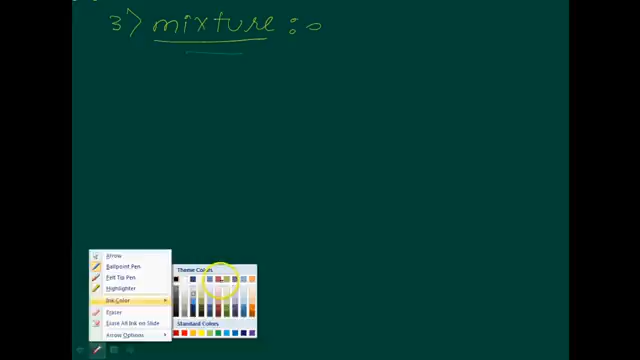 3) mixture :-
Arrow
Ballpoint Pen
Felt Tip Pen
Highlighter
Ink Color
Eraser
Erase All Ink on Slide
Arrow Options
Theme Colors
Standard Colors